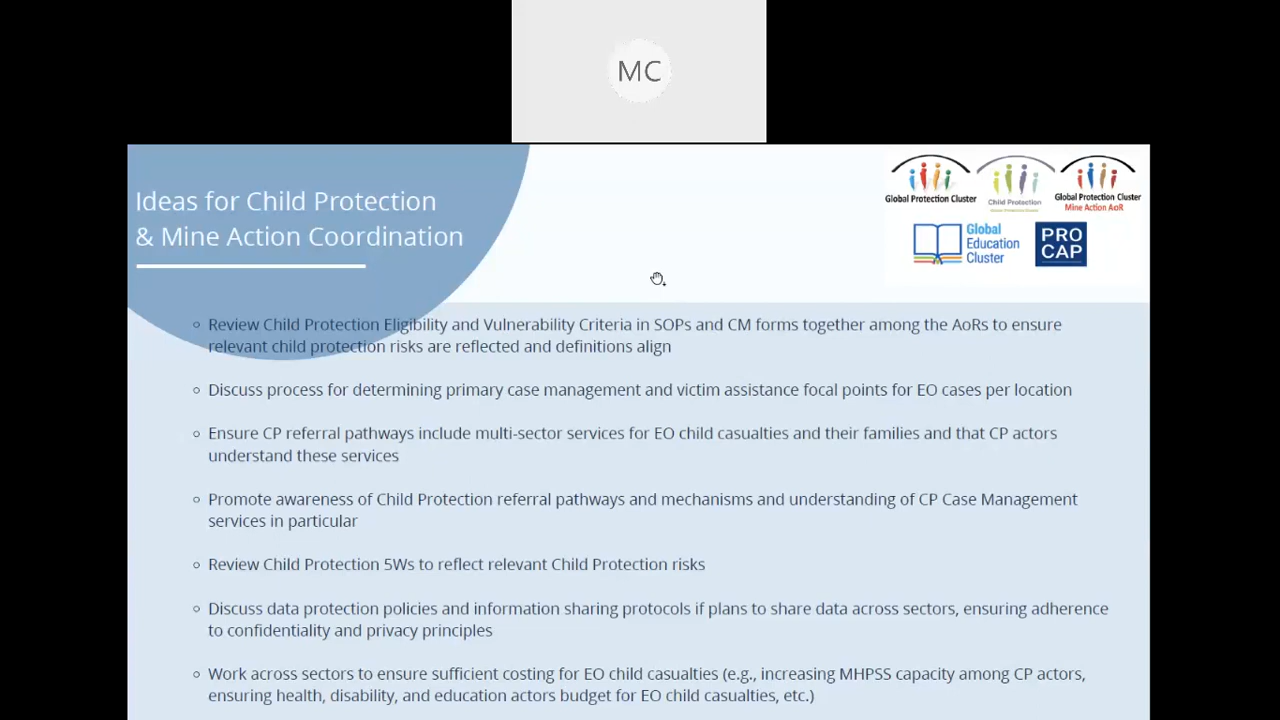 MC
Ideas for Child Protection
& Mine Action Coordination
Global Protection Cluster
Child Protection
Global Protection Cluster
Mine Action AoR
Global
Education
Cluster
PRO
CAP
Review Child Protection Eligibility and Vulnerability Criteria in SOPs and CM forms together among the AoRs to ensure
relevant child protection risks are reflected and definitions align
Discuss process for determining primary case management and victim assistance focal points for EO cases per location
Ensure CP referral pathways include multi-sector services for EO child casualties and their families and that CP actors
understand these services
Promote awareness of Child Protection referral pathways and mechanisms and understanding of CP Case Management
services in particular
Review Child Protection 5Ws to reflect relevant Child Protection risks
Discuss data protection policies and information sharing protocols if plans to share data across sectors, ensuring adherence
to confidentiality and privacy principles
Work across sectors to ensure sufficient costing for EO child casualties (e.g., increasing MHPSS capacity among CP actors,
ensuring health, disability, and education actors budget for EO child casualties, etc.)